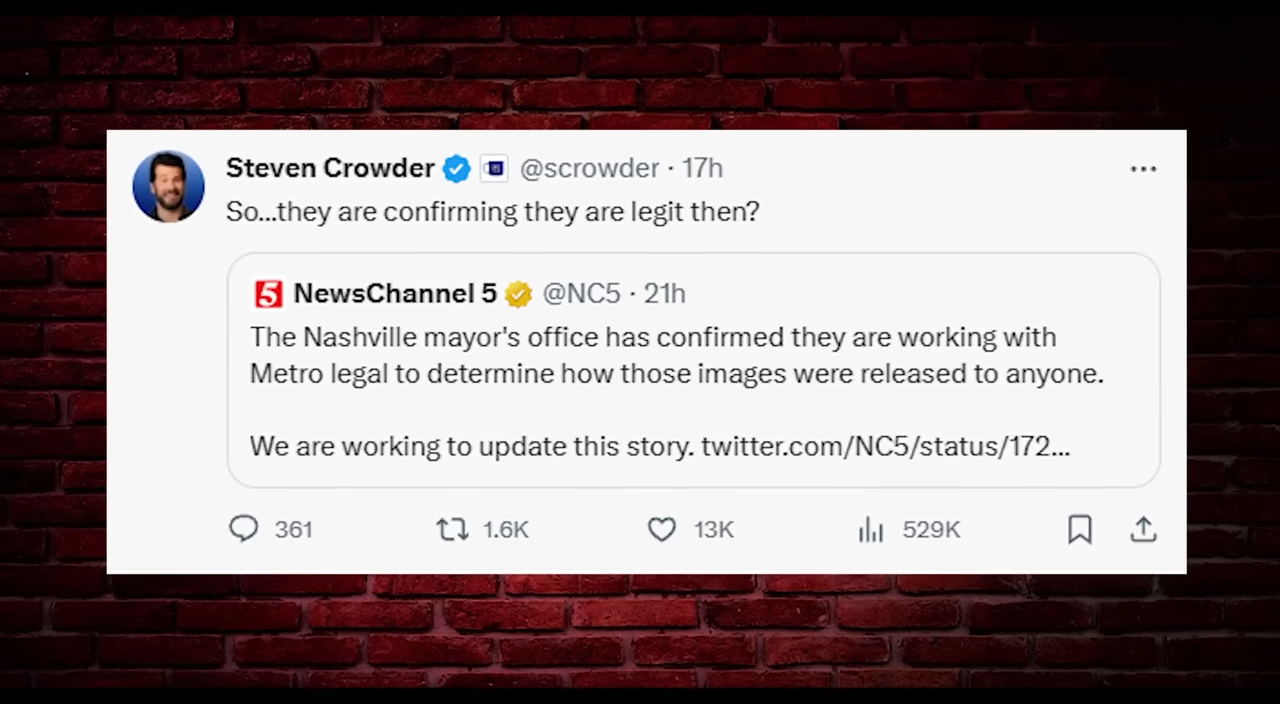 Steven Crowder @scrowder · 17h
So...they are confirming they are legit then?
5 NewsChannel 5 @NC5 · 21h
The Nashville mayor's office has confirmed they are working with
Metro legal to determine how those images were released to anyone.
We are working to update this story. twitter.com/NC5/status/172...
361 1.6K 13K 529K